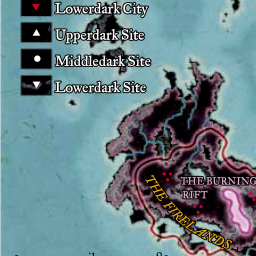 Lowerdark City
Upperdark Site
Middledark Site
Lowerdark Site
THE BURNING
RIFT
THE FIRELANDS